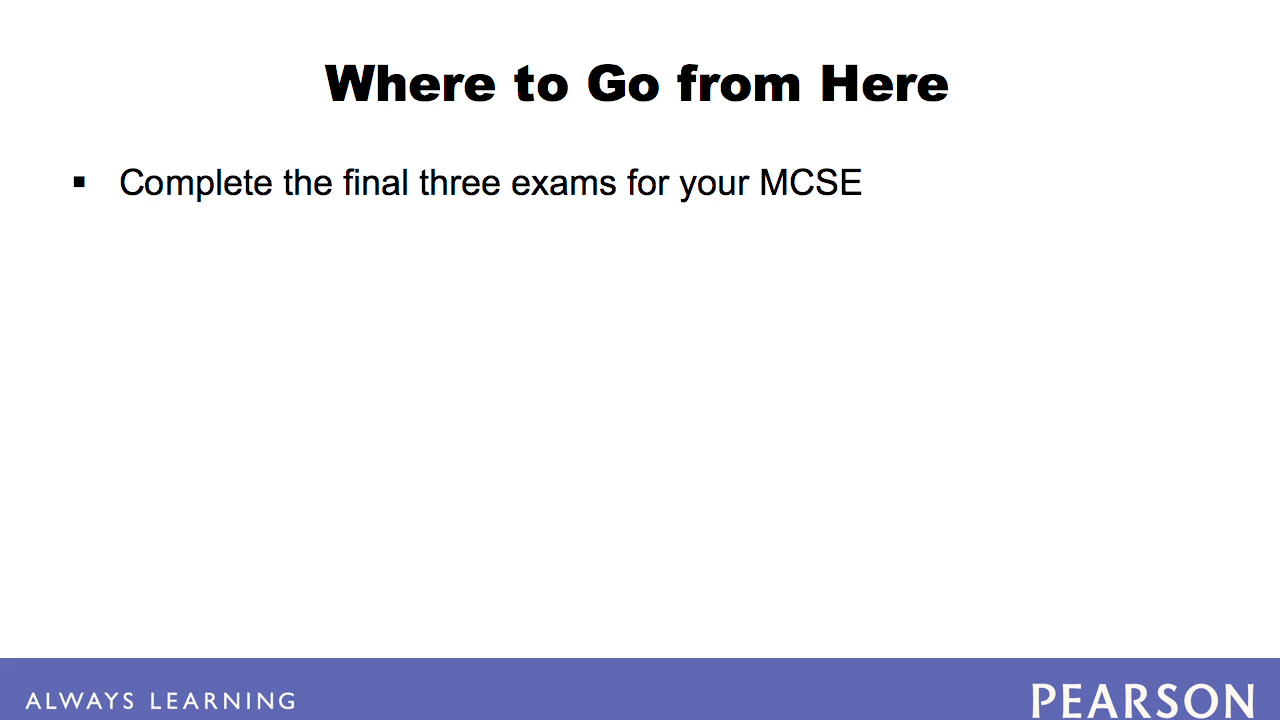 Where to Go from Here
▪ Complete the final three exams for your MCSE
ALWAYS LEARNING
PEARSON